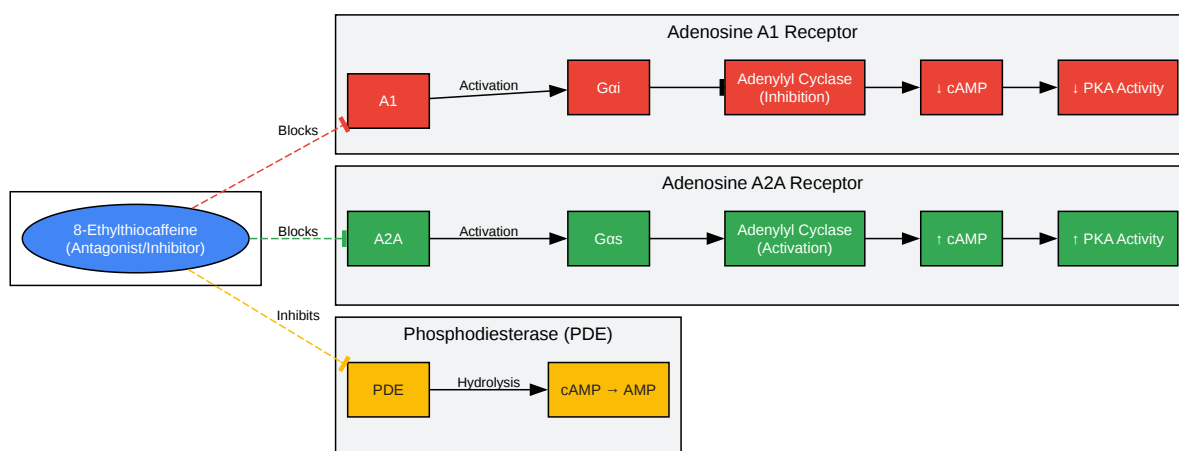 Adenosine A1 Receptor
A1
Activation
Gαi
Adenylyl Cyclase
(Inhibition)
↓ cAMP
↓ PKA Activity
Blocks
Adenosine A2A Receptor
8-Ethylthiocaffeine
(Antagonist/Inhibitor)
Blocks
A2A
Activation
Gαs
Adenylyl Cyclase
(Activation)
↑ cAMP
↑ PKA Activity
Inhibits
Phosphodiesterase (PDE)
PDE
Hydrolysis
cAMP → AMP